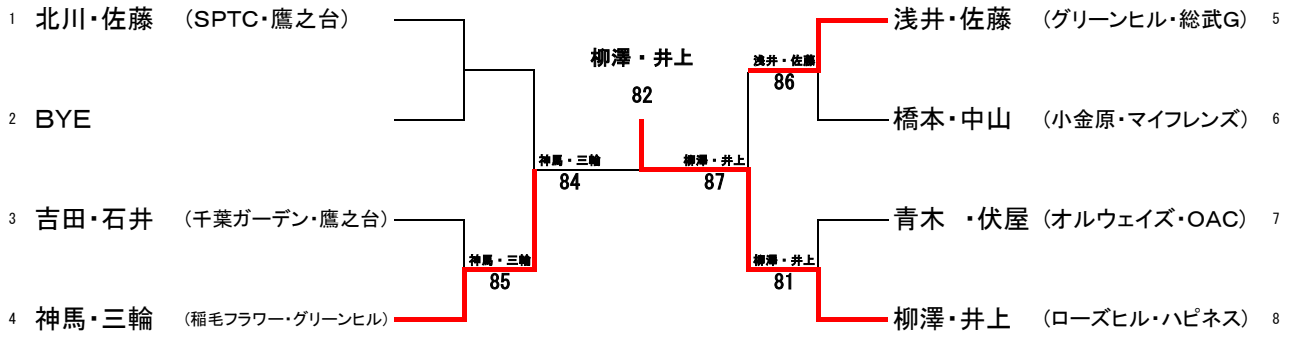 1 北川・佐藤 （SPTC・鷹之台）
2 BYE
3 吉田・石井 （千葉ガーデン・鷹之台）
4 神馬・三輪 （稲毛フラワー・グリーンヒル）
神馬・三輪
85
神馬・三輪
84
柳澤・井上
82
柳澤・井上
87
浅井・佐藤
86
柳澤・井上
81
浅井・佐藤 （グリーンヒル・総武G） 5
橋本・中山 （小金原・マイフレンズ） 6
青木　・伏屋 （オルウェイズ・OAC） 7
柳澤・井上 （ローズヒル・ハピネス） 8